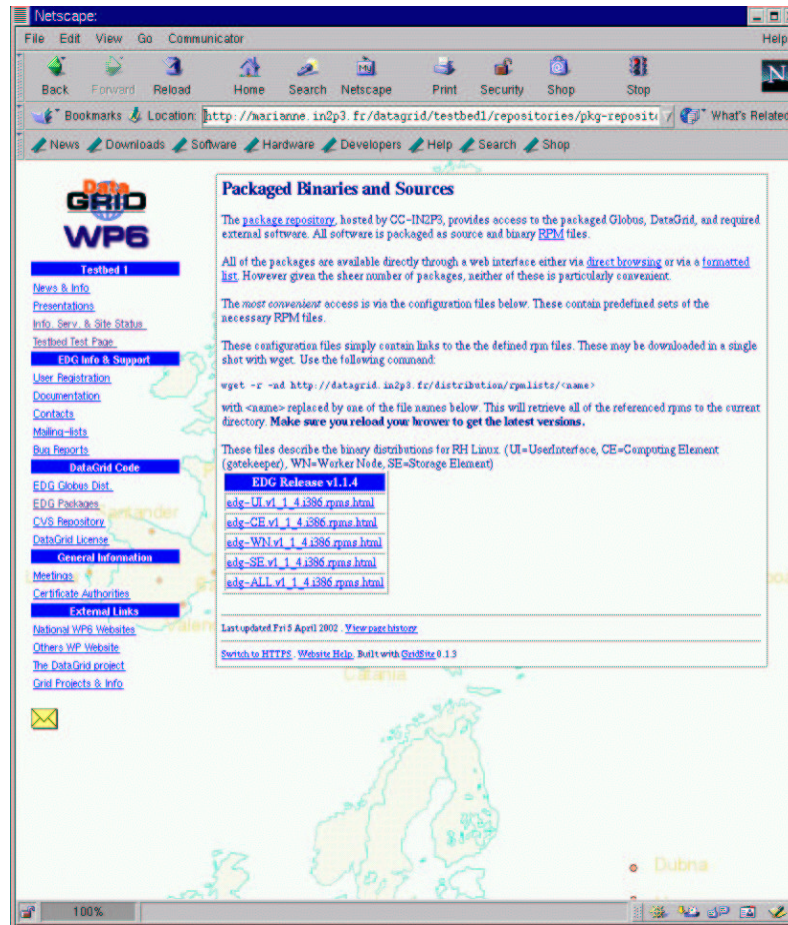 Netscape:
File Edit View Go Communicator Help
Back Forward Reload Home Search Netscape Print Security Shop Stop
Bookmarks Location: http://marianne.in2p3.fr/datagrid/testbed1/repositories/pkg-reposit What's Related
News Downloads Software Hardware Developers Help Search Shop
Data
GRID
WP6
Testbed 1
News & Info
Presentations
Info. Serv. & Site Status
Testbed Test Page
EDG Info & Support
User Registration
Documentation
Contacts
Mailing-lists
Bug Reports
DataGrid Code
EDG Globus Dist.
EDG Packages
CVS Repository
DataGrid License
General Information
Meetings
Certificate Authorities
External Links
National WP6 Websites
Others WP Website
The DataGrid project
Grid Projects & Info
Packaged Binaries and Sources
The package repository, hosted by CC-IN2P3, provides access to the packaged Globus, DataGrid, and required
external software. All software is packaged as source and binary RPM files.
All of the packages are available directly through a web interface either via direct browsing or via a formatted
list. However given the sheer number of packages, neither of these is particularly convenient.
The most convenient access is via the configuration files below. These contain predefined sets of the
necessary RPM files.
These configuration files simply contain links to the the defined rpm files. These may be downloaded in a single
shot with wget. Use the following command:
wget -r -nd http://datagrid.in2p3.fr/distribution/rpmlists/<name>
with <name> replaced by one of the file names below. This will retrieve all of the referenced rpms to the current
directory. Make sure you reload your brower to get the latest versions.
These files describe the binary distributions for RH Linux. (UI=UserInterface, CE=Computing Element
(gatekeeper), WN=Worker Node, SE=Storage Element)
EDG Release v1.1.4
edg-UI.v1_1_4.i386.rpms.html
edg-CE.v1_1_4.i386.rpms.html
edg-WN.v1_1_4.i386.rpms.html
edg-SE.v1_1_4.i386.rpms.html
edg-ALL.v1_1_4.i386.rpms.html
Last updated Fri 5 April 2002 . View page history
Switch to HTTPS . Website Help. Built with GridSite 0.1.3
Santander
Catania
Dubna
100%